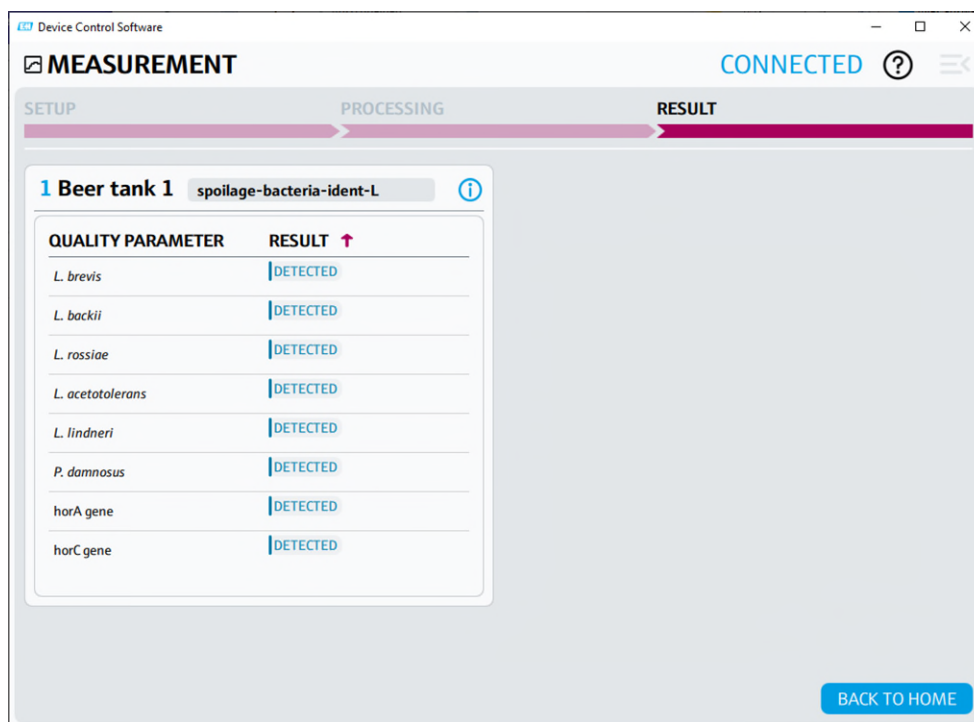 Device Control Software
MEASUREMENT
CONNECTED ?
SETUP PROCESSING RESULT
1 Beer tank 1 spoilage-bacteria-ident-L i
QUALITY PARAMETER RESULT
L. brevis DETECTED
L. backii DETECTED
L. rossiae DETECTED
L. acetotolerans DETECTED
L. lindneri DETECTED
P. damnosus DETECTED
horA gene DETECTED
horC gene DETECTED
BACK TO HOME